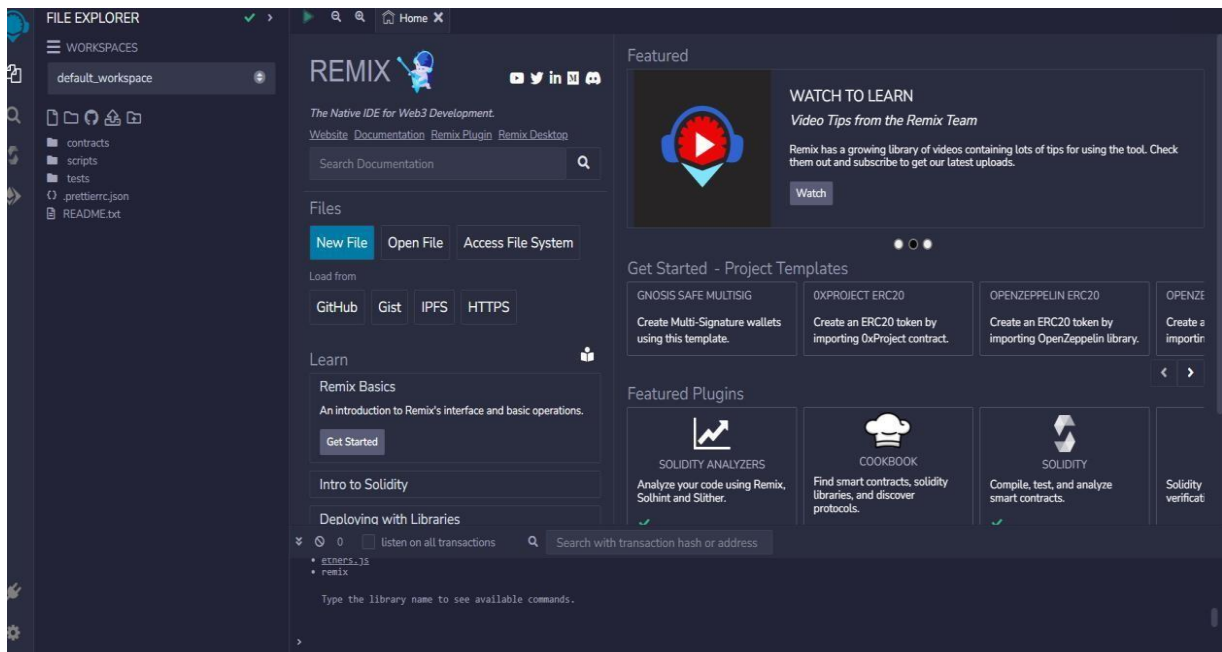 FILE EXPLORER
WORKSPACES
default_workspace
contracts
scripts
tests
.prettierrc.json
README.txt
Home
REMIX
The Native IDE for Web3 Development.
Website Documentation Remix Plugin Remix Desktop
Search Documentation
Files
New File Open File Access File System
Load from
GitHub Gist IPFS HTTPS
Learn
Remix Basics
An introduction to Remix's interface and basic operations.
Get Started
Intro to Solidity
Deploying with Libraries
Featured
WATCH TO LEARN
Video Tips from the Remix Team
Remix has a growing library of videos containing lots of tips for using the tool. Check
them out and subscribe to get our latest uploads.
Watch
Get Started - Project Templates
GNOSIS SAFE MULTISIG
Create Multi-Signature wallets
using this template.
0XPROJECT ERC20
Create an ERC20 token by
importing 0xProject contract.
OPENZEPPELIN ERC20
Create an ERC20 token by
importing OpenZeppelin library.
OPENZE
Create a
importin
Featured Plugins
SOLIDITY ANALYZERS
Analyze your code using Remix,
Solhint and Slither.
COOKBOOK
Find smart contracts, solidity
libraries, and discover
protocols.
SOLIDITY
Compile, test, and analyze
smart contracts.
Solidity
verificati
0 listen on all transactions Search with transaction hash or address
• ethers.js
• remix
Type the library name to see available commands.
>